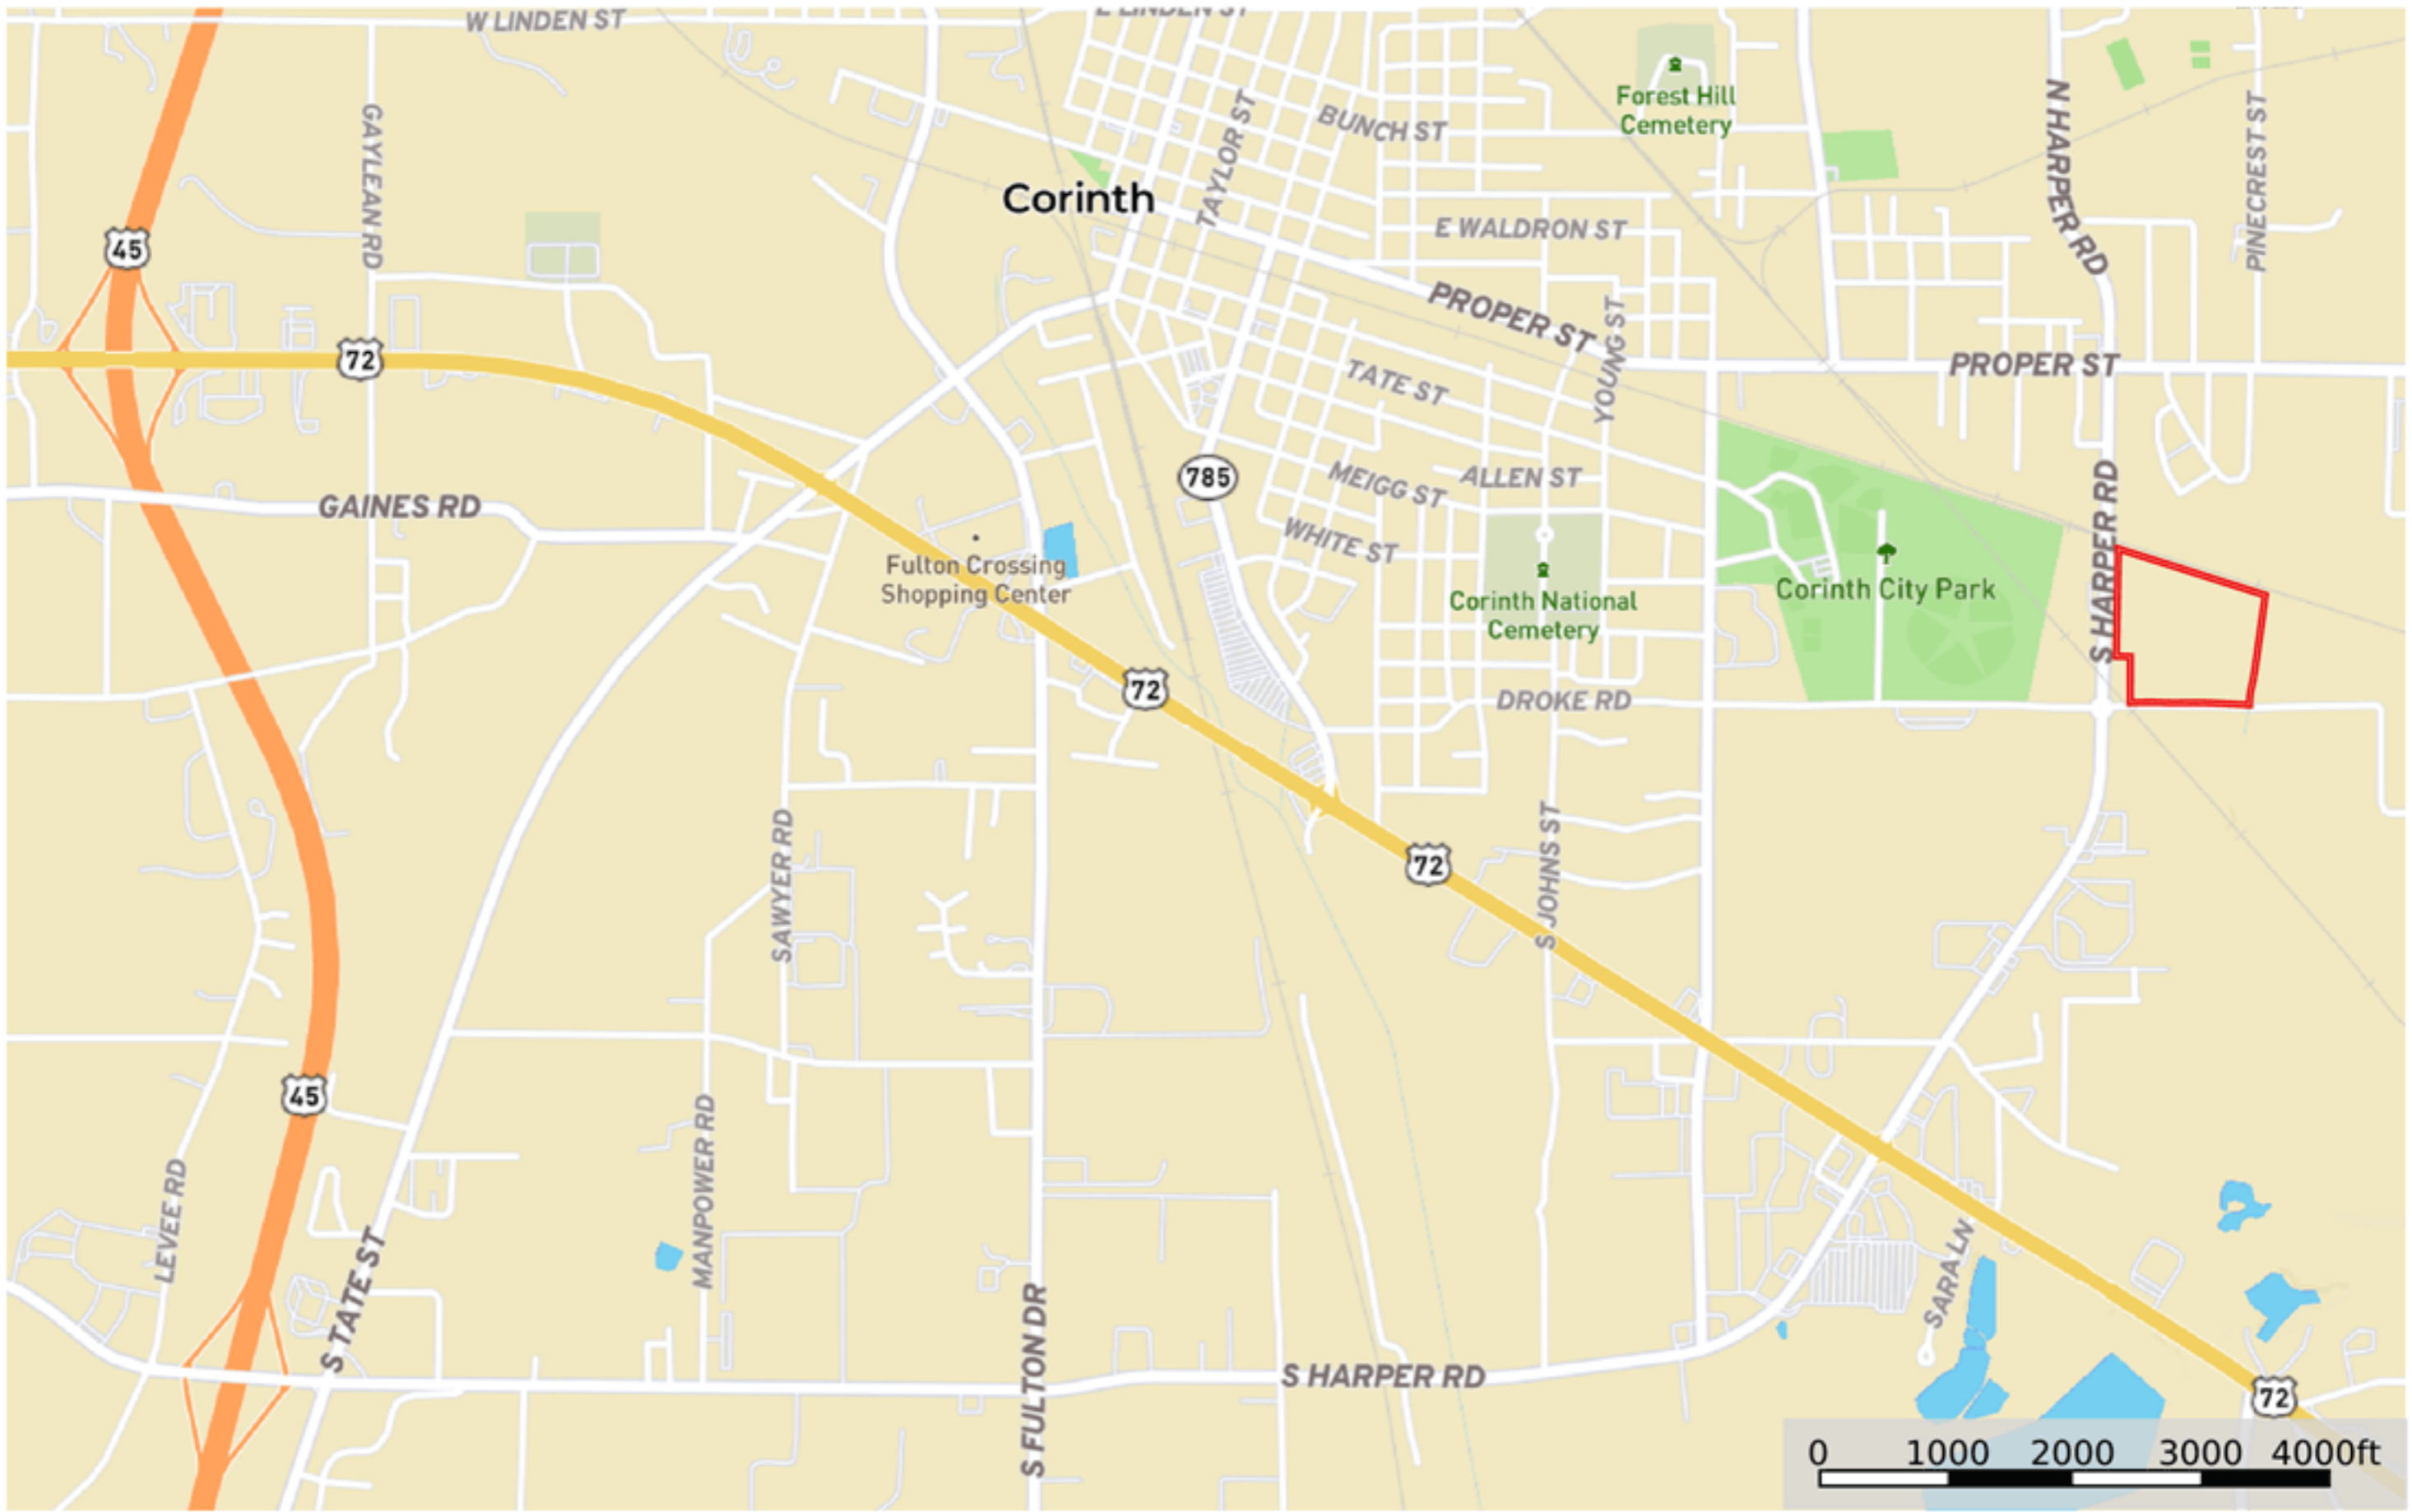 W LINDEN ST
E LINDEN ST
GAYLEAN RD
TAYLOR ST
BUNCH ST
Forest Hill
Cemetery
N HARPER RD
PINECREST ST
Corinth
45
E WALDRON ST
PROPER ST
YOUNG ST
72
PROPER ST
TATE ST
785
MEIGG ST
ALLEN ST
GAINES RD
WHITE ST
S HARPER RD
Fulton Crossing
Shopping Center
Corinth City Park
Corinth National
Cemetery
72
DROKE RD
SAWYER RD
72
S JOHNS ST
45
MANPOWER RD
LEVEE RD
S TATE ST
SARA LN
S FULTON DR
S HARPER RD
72
0 1000 2000 3000 4000ft